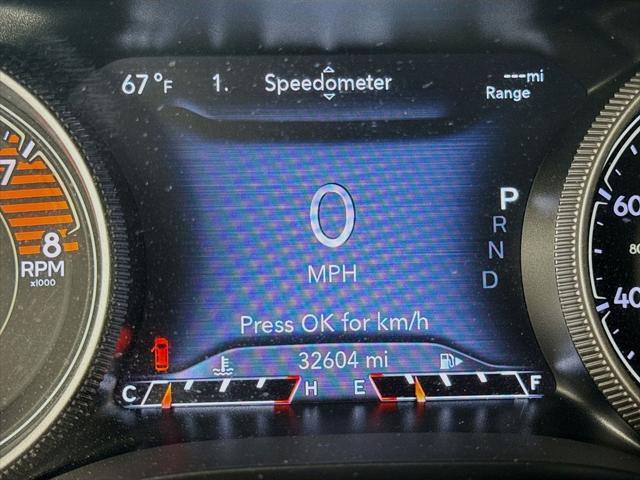 67 °F 1. Speedometer ---mi
Range
7
8
RPM
x1000
0
MPH
Press OK for km/h
P
R
N
D
32604 mi
C H E F
60
80
40